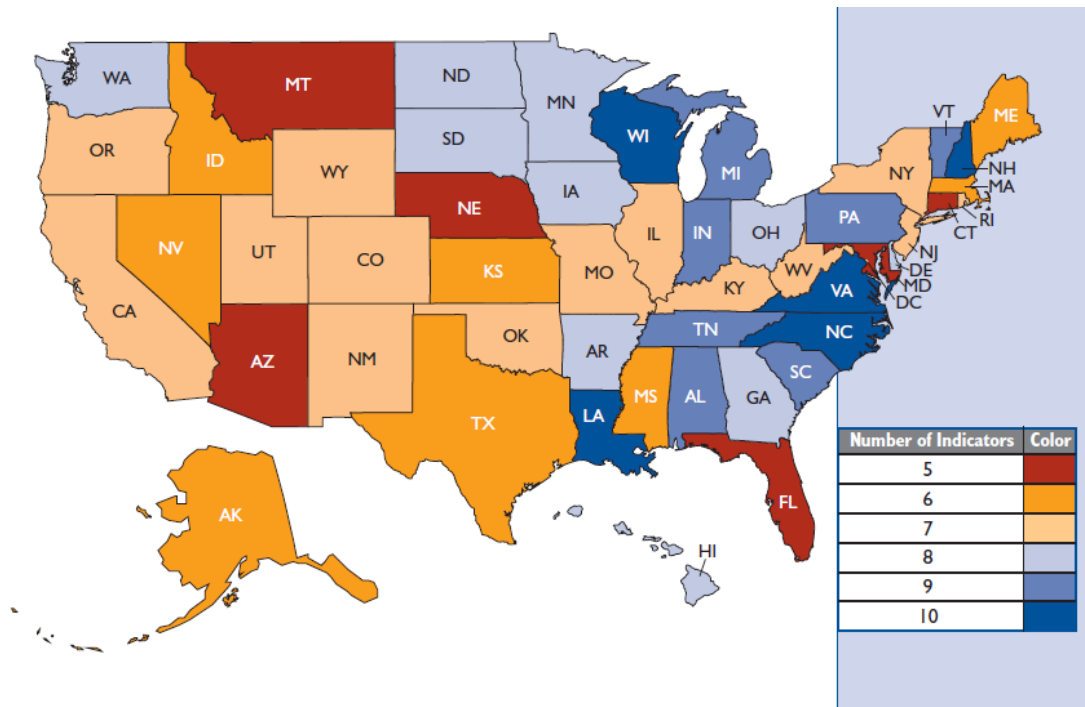 WA
MT
ND
MN
VT
ME
OR
ID
WY
SD
WI
MI
NY
NH
MA
RI
CT
NE
IA
PA
NJ
NV
UT
CO
KS
MO
IL
IN
OH
WV
DE
MD
DC
CA
KY
VA
AZ
NM
OK
AR
TN
NC
TX
LA
MS
AL
GA
SC
FL
AK
HI
Number of Indicators Color
5
6
7
8
9
10